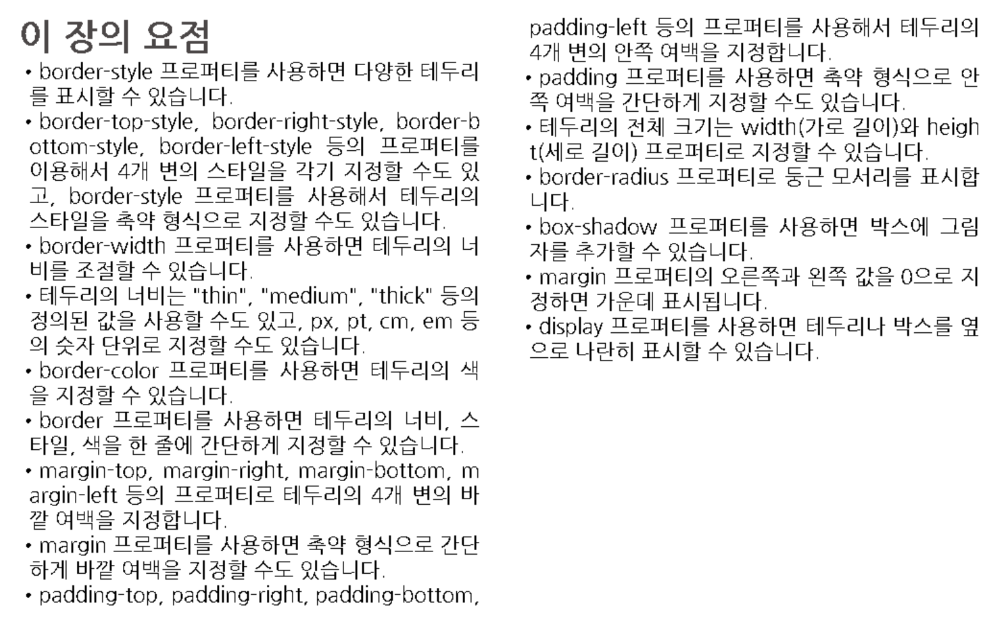 이 장의 요점
• border-style 프로퍼티를 사용하면 다양한 테두리
를 표시할 수 있습니다.
• border-top-style, border-right-style, border-b
ottom-style, border-left-style 등의 프로퍼티를
이용해서 4개 변의 스타일을 각기 지정할 수도 있
고, border-style 프로퍼티를 사용해서 테두리의
스타일을 축약 형식으로 지정할 수도 있습니다.
• border-width 프로퍼티를 사용하면 테두리의 너
비를 조절할 수 있습니다.
• 테두리의 너비는 "thin", "medium", "thick" 등의
정의된 값을 사용할 수도 있고, px, pt, cm, em 등
의 숫자 단위로 지정할 수도 있습니다.
• border-color 프로퍼티를 사용하면 테두리의 색
을 지정할 수 있습니다.
• border 프로퍼티를 사용하면 테두리의 너비, 스
타일, 색을 한 줄에 간단하게 지정할 수 있습니다.
• margin-top, margin-right, margin-bottom, m
argin-left 등의 프로퍼티로 테두리의 4개 변의 바
깥 여백을 지정합니다.
• margin 프로퍼티를 사용하면 축약 형식으로 간단
하게 바깥 여백을 지정할 수도 있습니다.
• padding-top, padding-right, padding-bottom,
padding-left 등의 프로퍼티를 사용해서 테두리의
4개 변의 안쪽 여백을 지정합니다.
• padding 프로퍼티를 사용하면 축약 형식으로 안
쪽 여백을 간단하게 지정할 수도 있습니다.
• 테두리의 전체 크기는 width(가로 길이)와 heigh
t(세로 길이) 프로퍼티로 지정할 수 있습니다.
• border-radius 프로퍼티로 둥근 모서리를 표시합
니다.
• box-shadow 프로퍼티를 사용하면 박스에 그림
자를 추가할 수 있습니다.
• margin 프로퍼티의 오른쪽과 왼쪽 값을 0으로 지
정하면 가운데 표시됩니다.
• display 프로퍼티를 사용하면 테두리나 박스를 옆
으로 나란히 표시할 수 있습니다.